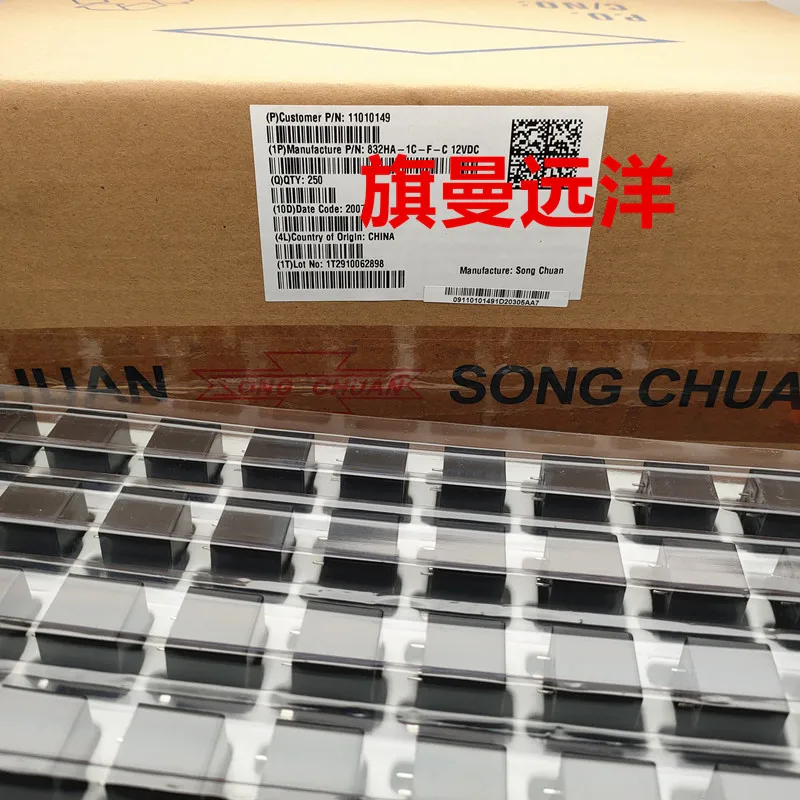 P.O:
C/NO:
(P)Customer P/N: 11010149
(1P)Manufacture P/N: 832HA-1C-F-C 12VDC
(Q)QTY: 250
(10D)Date Code: 2007
旗曼远洋
(4L)Country of Origin: CHINA
(1T)Lot No: 1T2910062898
Manufacture: Song Chuan
09110101491D20305AA7
SONG CHUAN
SONG CHUA